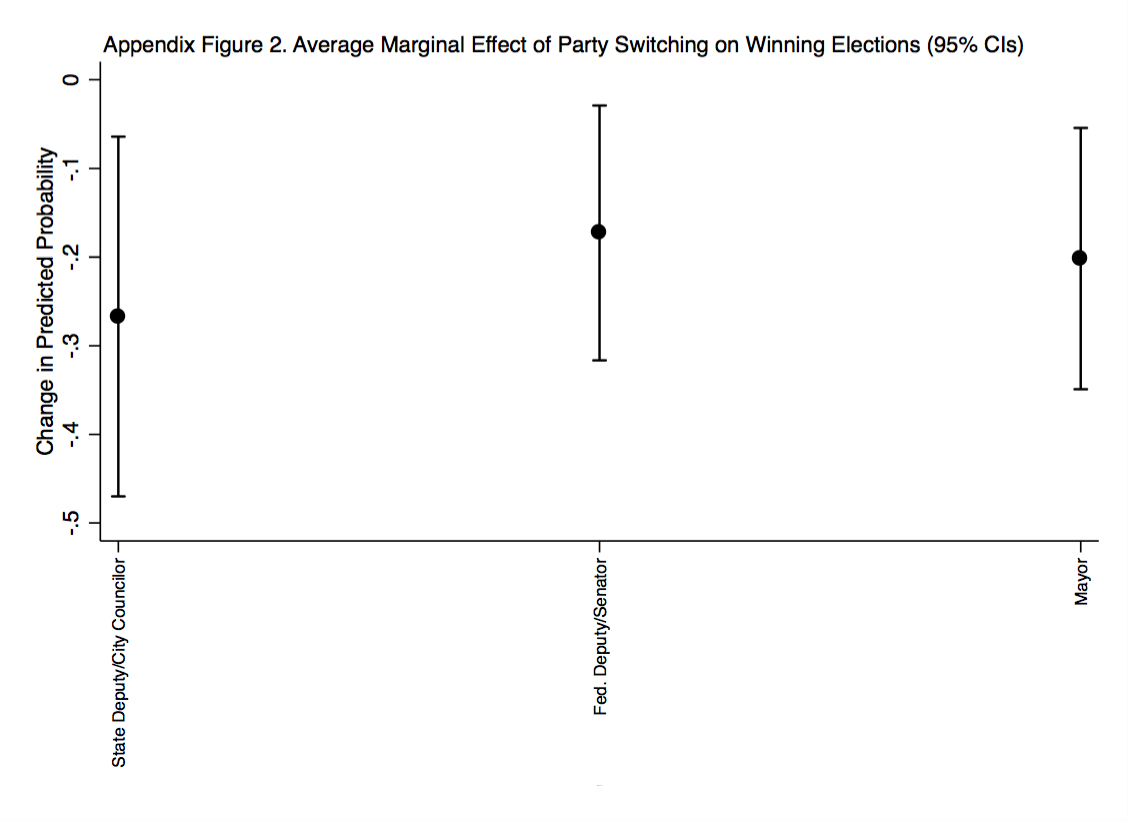 Appendix Figure 2. Average Marginal Effect of Party Switching on Winning Elections (95% CIs)
Change in Predicted Probability
0
-.1
-.2
-.3
-.4
-.5
State Deputy/City Councilor
Fed. Deputy/Senator
Mayor